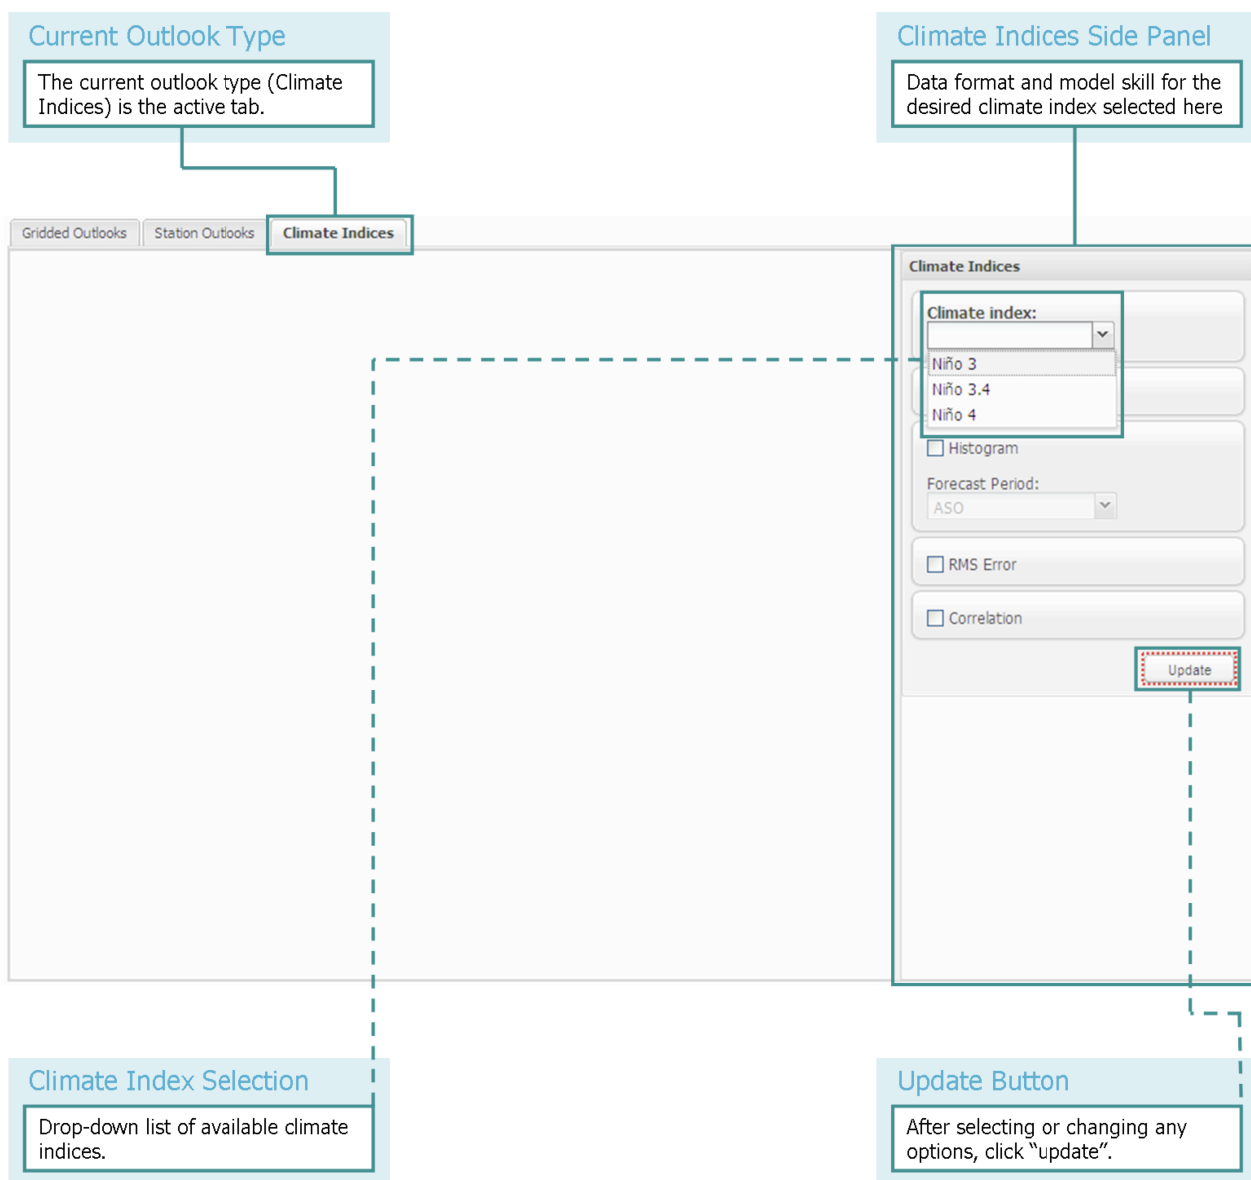 Current Outlook Type
The current outlook type (Climate
Indices) is the active tab.
Climate Indices Side Panel
Data format and model skill for the
desired climate index selected here
Gridded Outlooks
Station Outlooks
Climate Indices
Climate Indices
Climate index:
Niño 3
Niño 3.4
Niño 4
Histogram
Forecast Period:
ASO
RMS Error
Correlation
Update
Climate Index Selection
Drop-down list of available climate
indices.
Update Button
After selecting or changing any
options, click “update”.